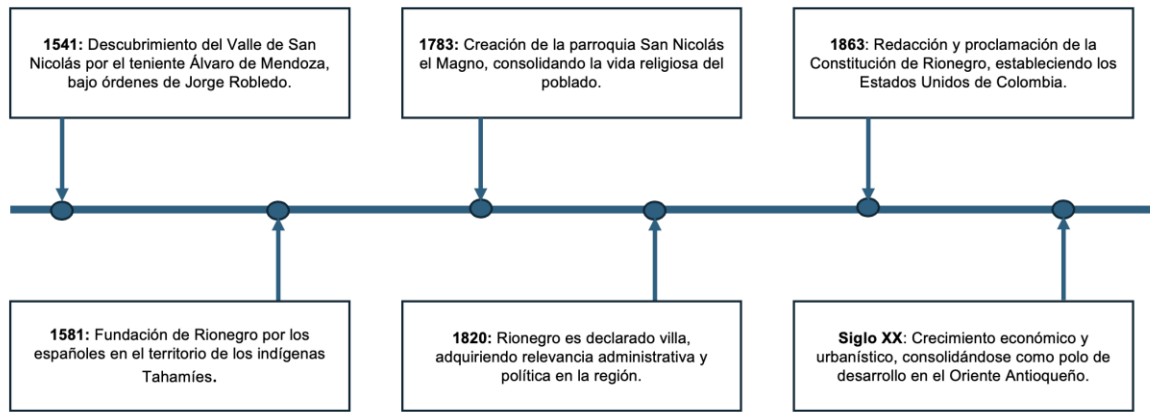 1541: Descubrimiento del Valle de San
Nicolás por el teniente Álvaro de Mendoza,
bajo órdenes de Jorge Robledo.
1783: Creación de la parroquia San Nicolás
el Magno, consolidando la vida religiosa del
poblado.
1863: Redacción y proclamación de la
Constitución de Rionegro, estableciendo los
Estados Unidos de Colombia.
1581: Fundación de Rionegro por los
españoles en el territorio de los indígenas
Tahamíes.
1820: Rionegro es declarado villa,
adquiriendo relevancia administrativa y
política en la región.
Siglo XX: Crecimiento económico y
urbanístico, consolidándose como polo de
desarrollo en el Oriente Antioqueño.